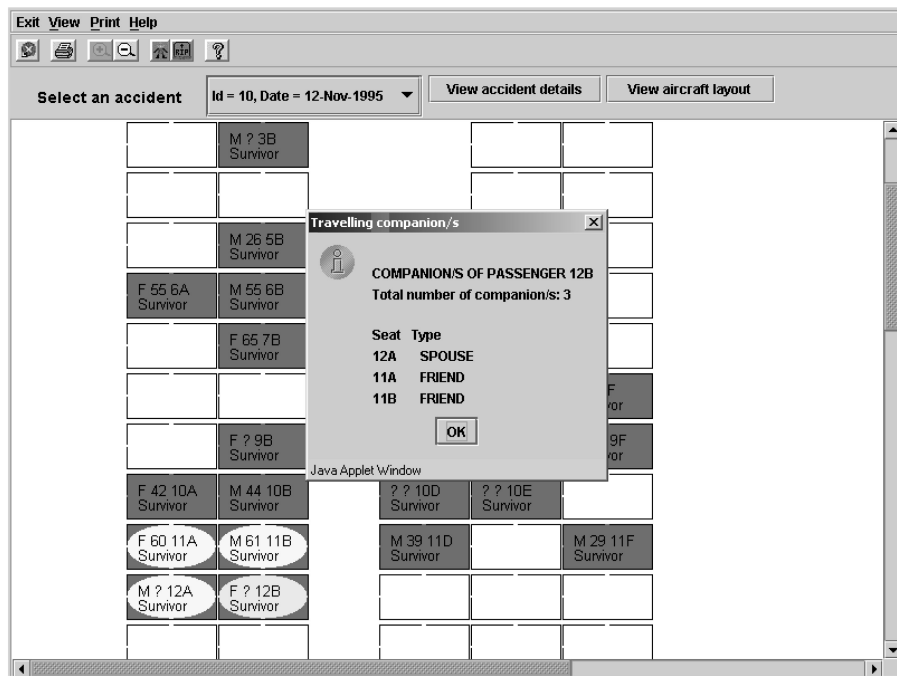 Exit View Print Help
RIP
?
Select an accident
Id = 10, Date = 12-Nov-1995
View accident details
View aircraft layout
M ? 3B
Survivor
M 26 5B
Survivor
F 55 6A
Survivor
M 55 6B
Survivor
F 65 7B
Survivor
F
vor
F ? 9B
Survivor
9F
vor
F 42 10A
Survivor
M 44 10B
Survivor
? ? 10D
Survivor
? ? 10E
Survivor
F 60 11A
Survivor
M 61 11B
Survivor
M 39 11D
Survivor
M 29 11F
Survivor
M ? 12A
Survivor
F ? 12B
Survivor
Travelling companion/s
COMPANION/S OF PASSENGER 12B
Total number of companion/s: 3
Seat Type
12A SPOUSE
11A FRIEND
11B FRIEND
OK
Java Applet Window